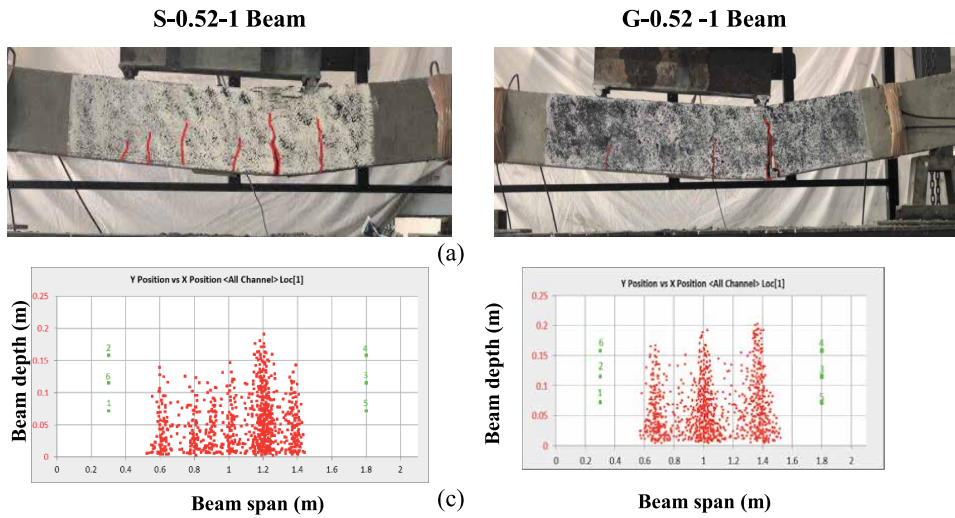 S-0.52-1 Beam
G-0.52 -1 Beam
(a)
Y Position vs X Position <All Channel> Loc[1]
Beam depth (m)
0.25
0.2
0.15
0.1
0.05
0
2
6
1
4
3
5
0 0.2 0.4 0.6 0.8 1 1.2 1.4 1.6 1.8 2
Beam span (m)
Y Position vs X Position <All Channel> Loc[1]
Beam depth (m)
0.25
0.2
0.15
0.1
0.05
0
6
2
1
4
3
5
0 0.2 0.4 0.6 0.8 1 1.2 1.4 1.6 1.8 2
Beam span (m)
(c)